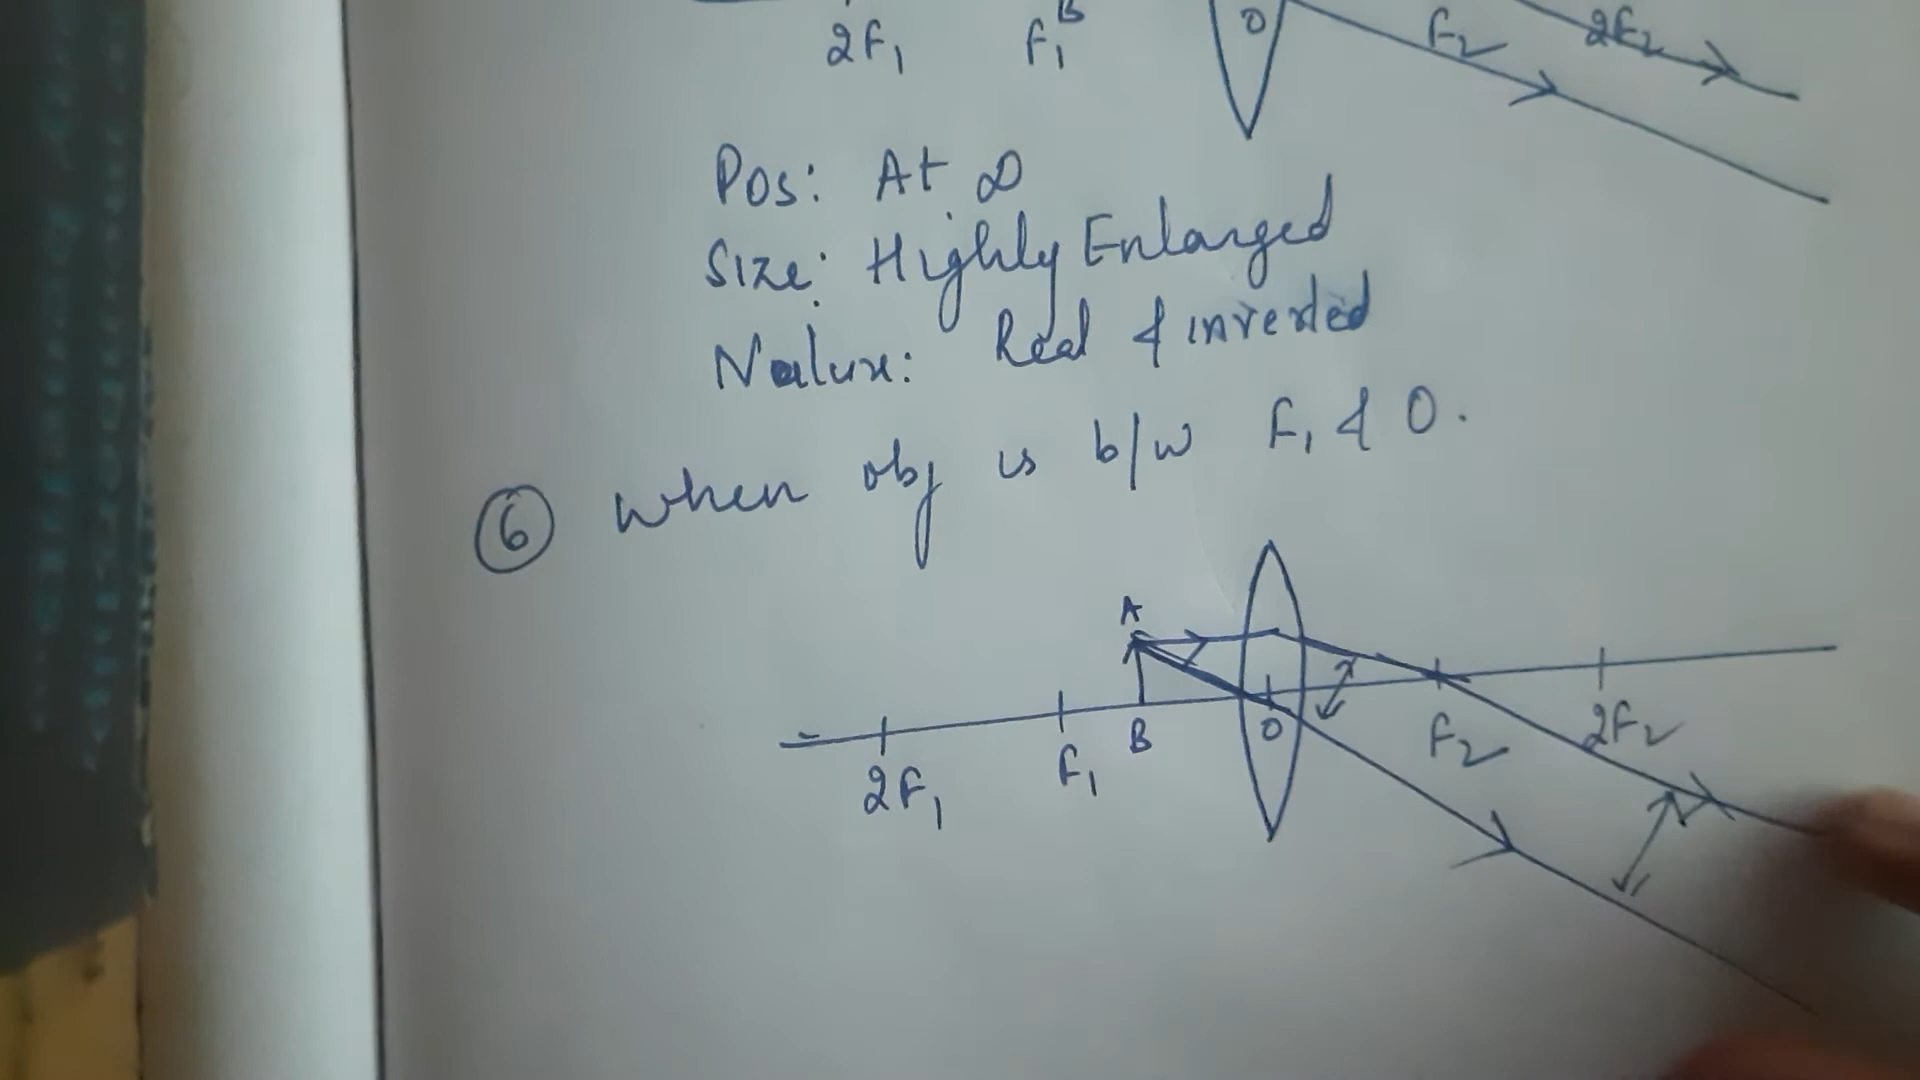 2F₁ F₁ B O F₂ 2F₂
Pos: At ∞
Size: Highly Enlarged
Nature: Real & inverted
⑥ When obj is b/w F₁ & O.
A
2F₁ F₁ B O F₂ 2F₂